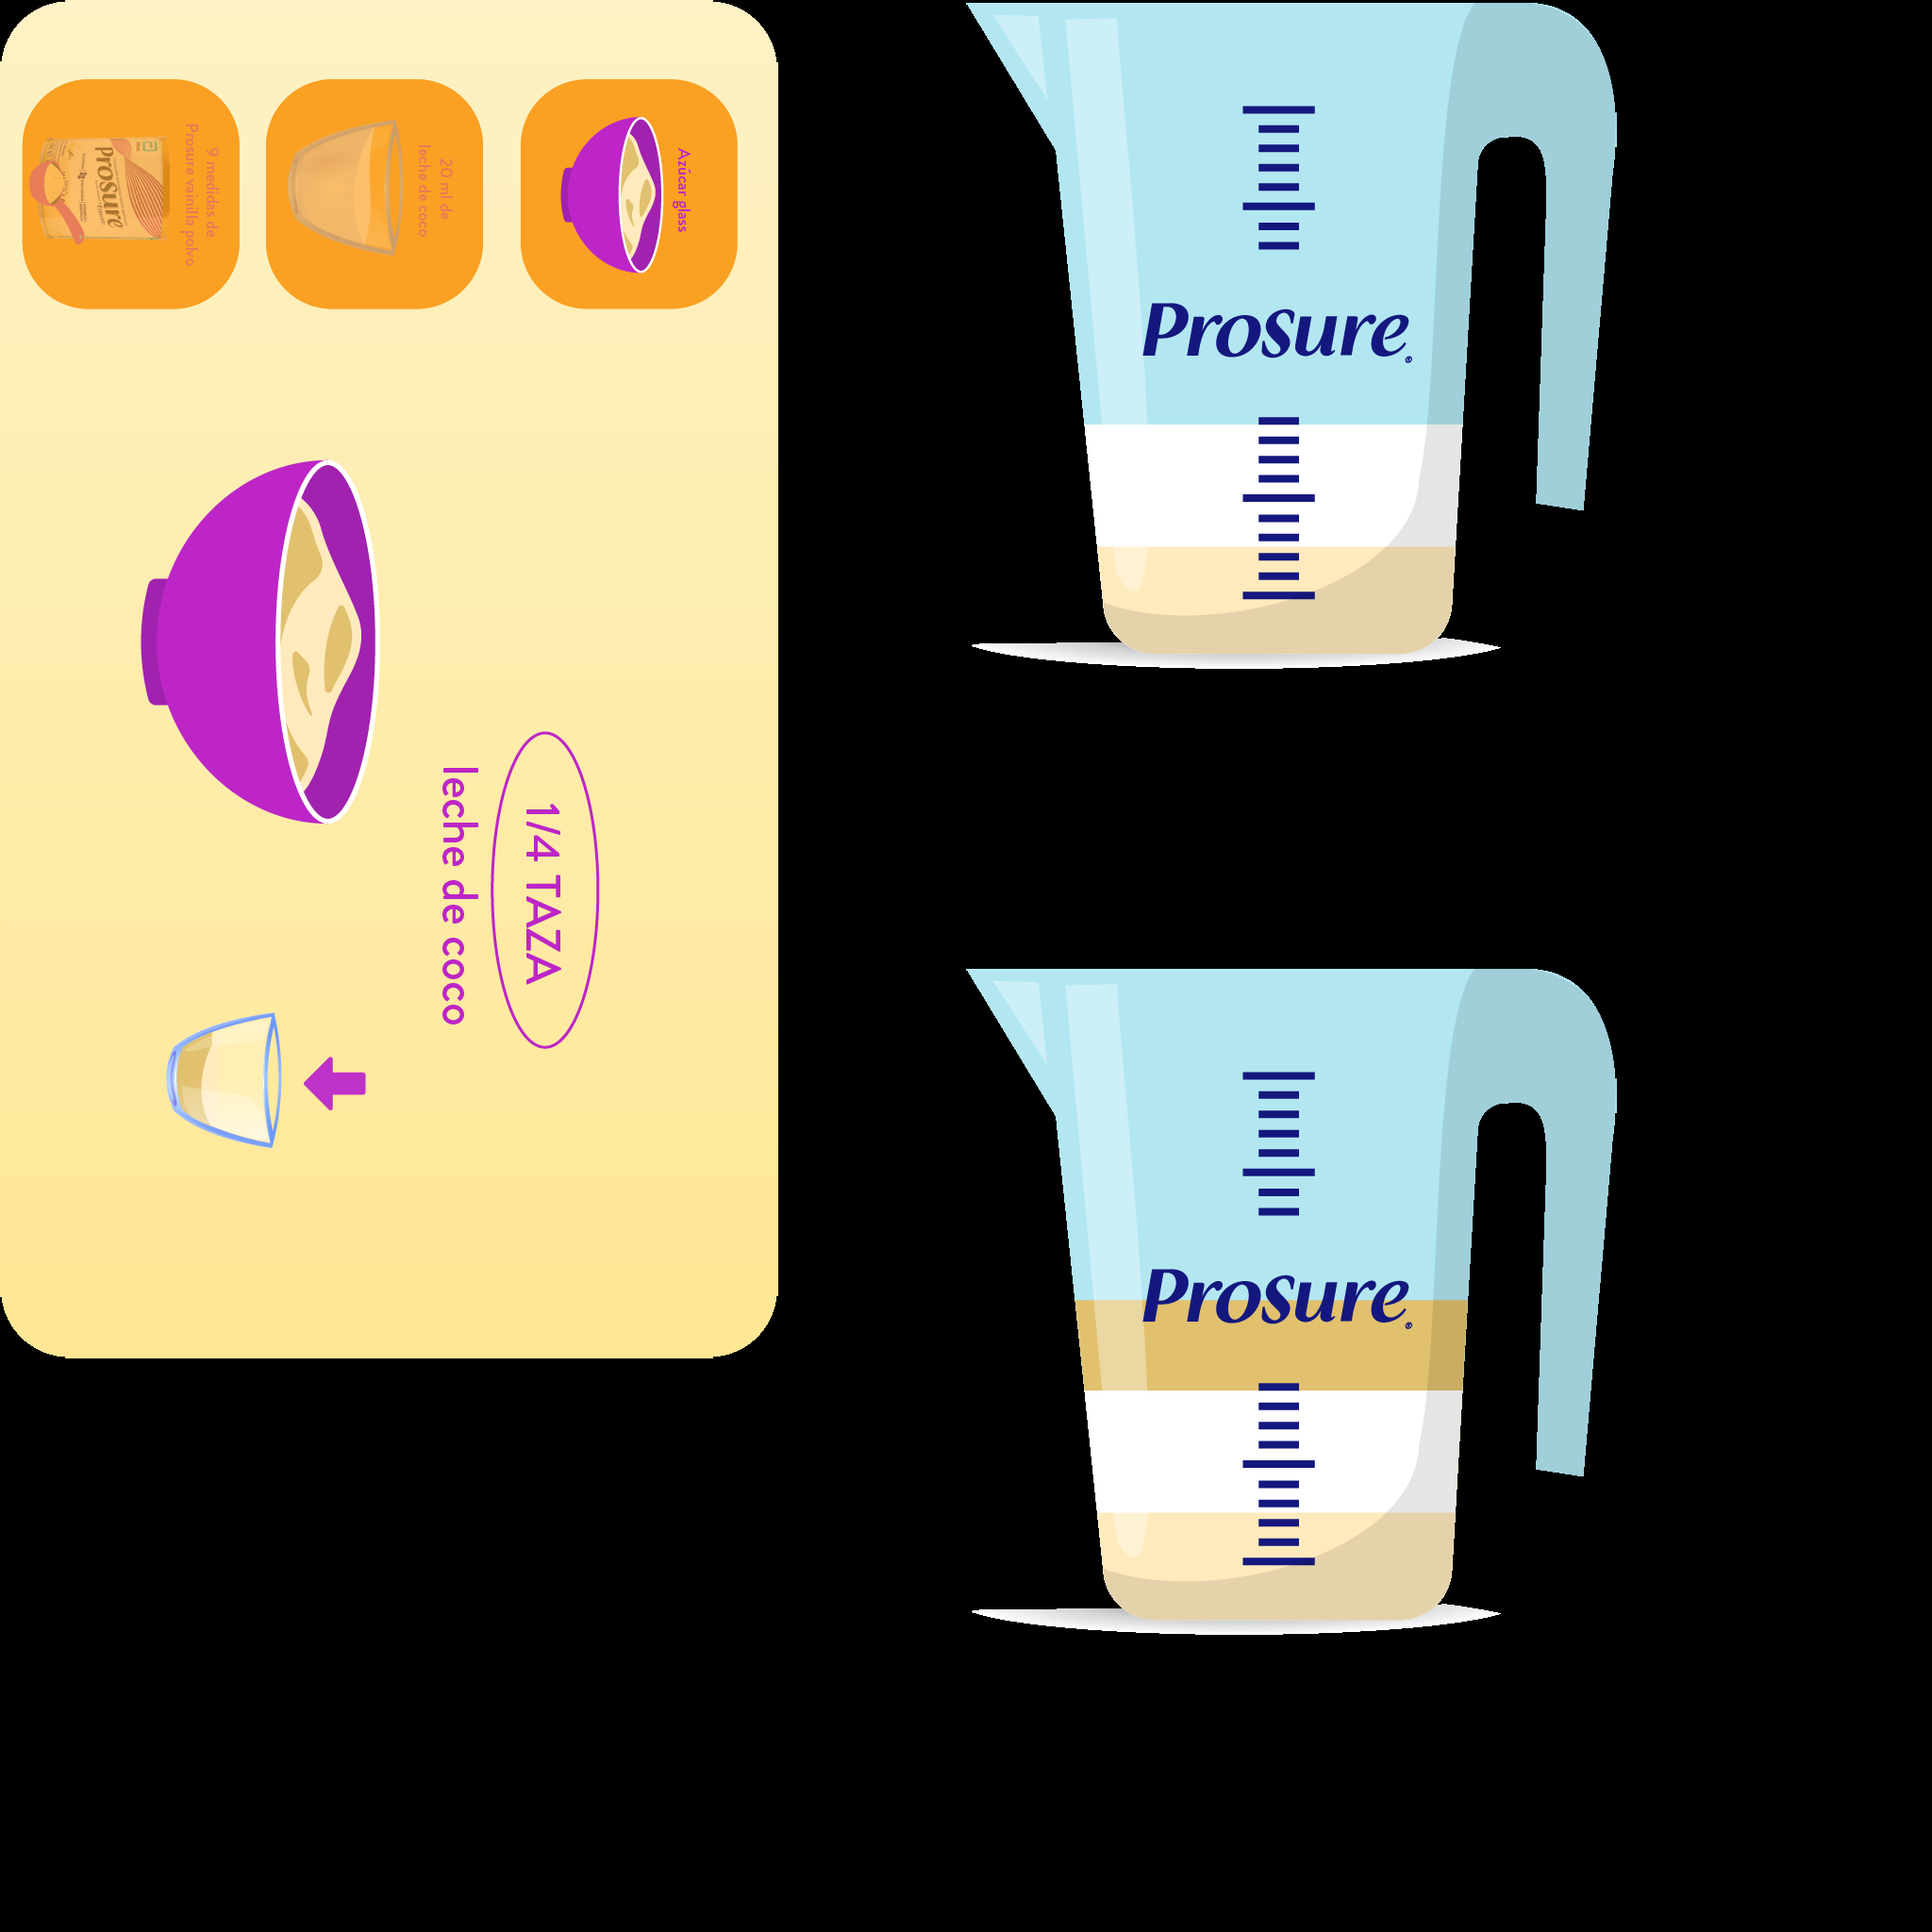 9 medidas de
Prosure vainilla polvo
prosure
20 ml de
leche de coco
Azúcar glass
1/4 TAZA
leche de coco
Prosure
Prosure